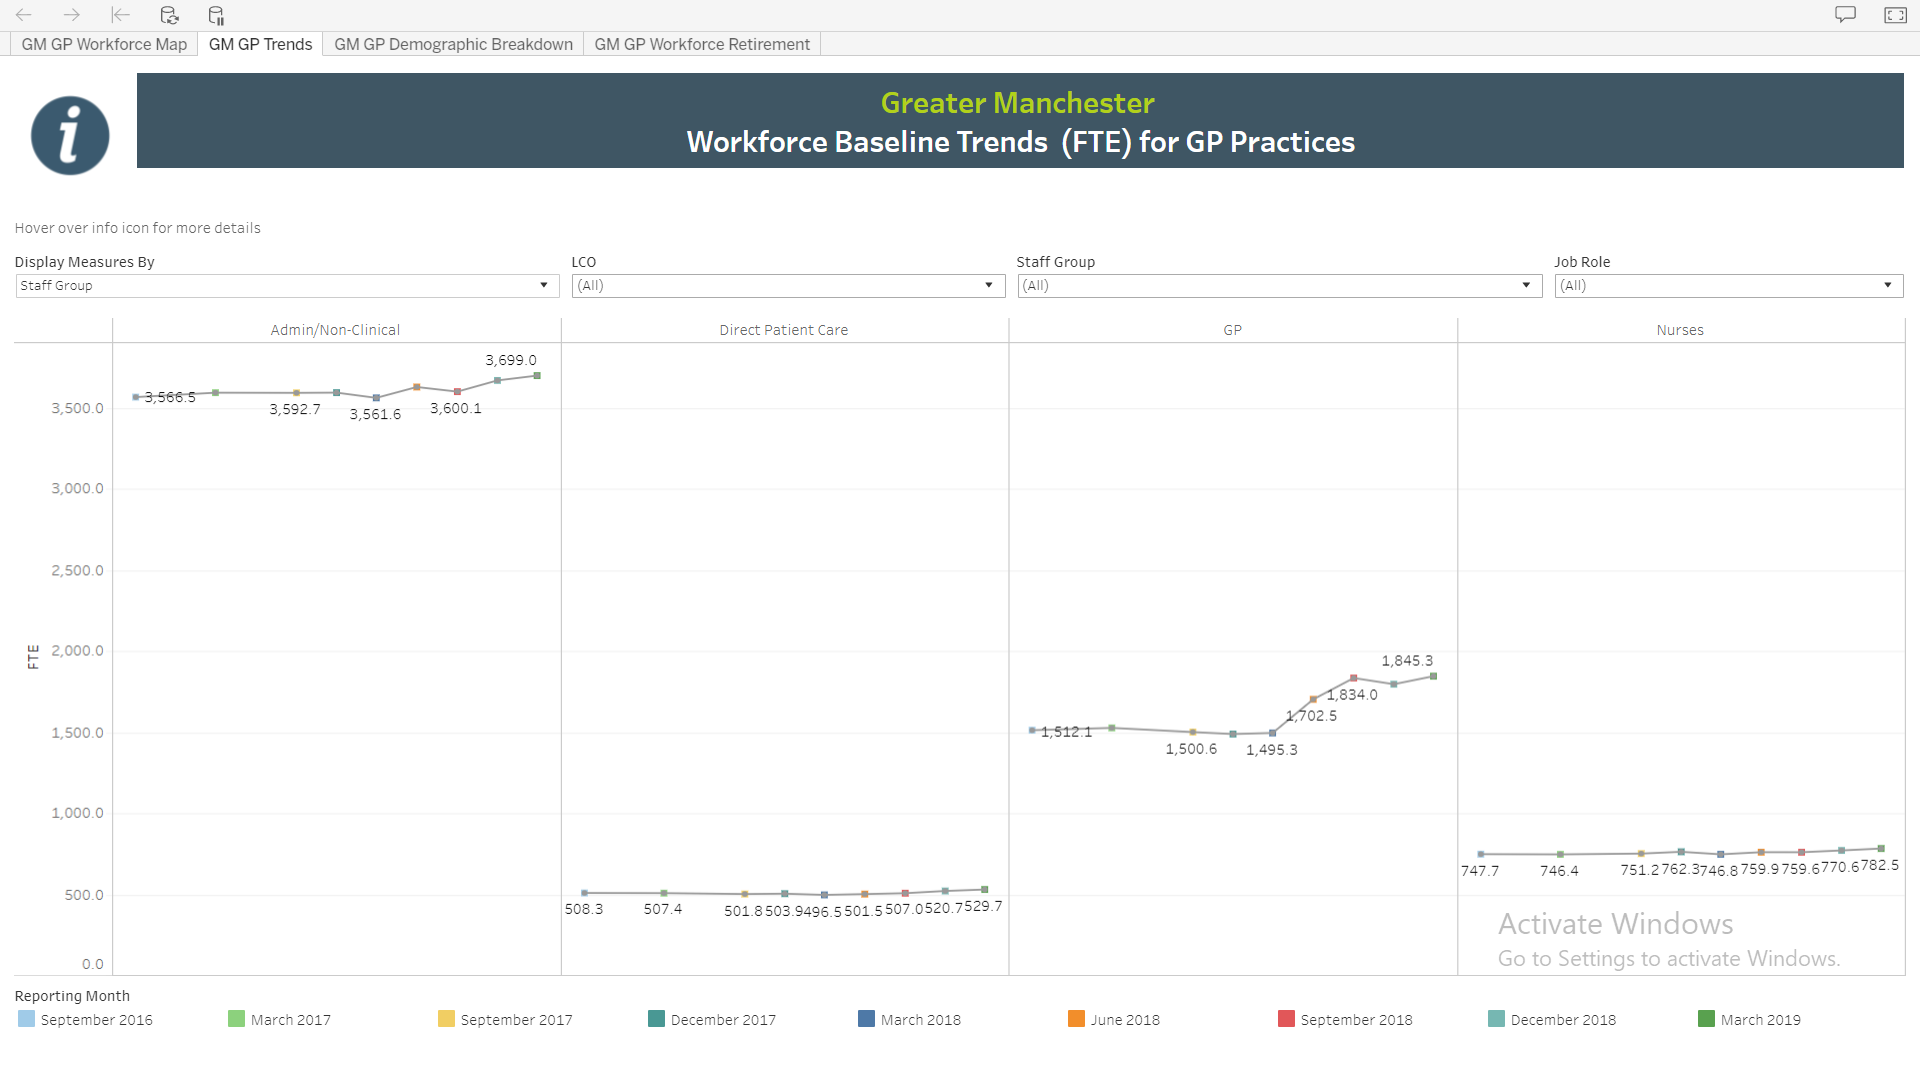 GM GP Workforce Map
GM GP Trends
GM GP Demographic Breakdown
GM GP Workforce Retirement
i
Greater Manchester
Workforce Baseline Trends (FTE) for GP Practices
Hover over info icon for more details
Display Measures By
LCO
Staff Group
Job Role
Staff Group
(All)
(All)
(All)
Admin/Non-Clinical
Direct Patient Care
GP
Nurses
FTE
3,500.0
3,000.0
2,500.0
2,000.0
1,500.0
1,000.0
500.0
0.0
3,566.5
3,592.7
3,561.6
3,600.1
3,699.0
508.3
507.4
501.8
503.9
496.5
501.5
507.0
520.7
529.7
1,512.1
1,500.6
1,495.3
1,702.5
1,834.0
1,845.3
747.7
746.4
751.2
762.3
746.8
759.9
759.6
770.6
782.5
Activate Windows
Go to Settings to activate Windows.
Reporting Month
September 2016
March 2017
September 2017
December 2017
March 2018
June 2018
September 2018
December 2018
March 2019